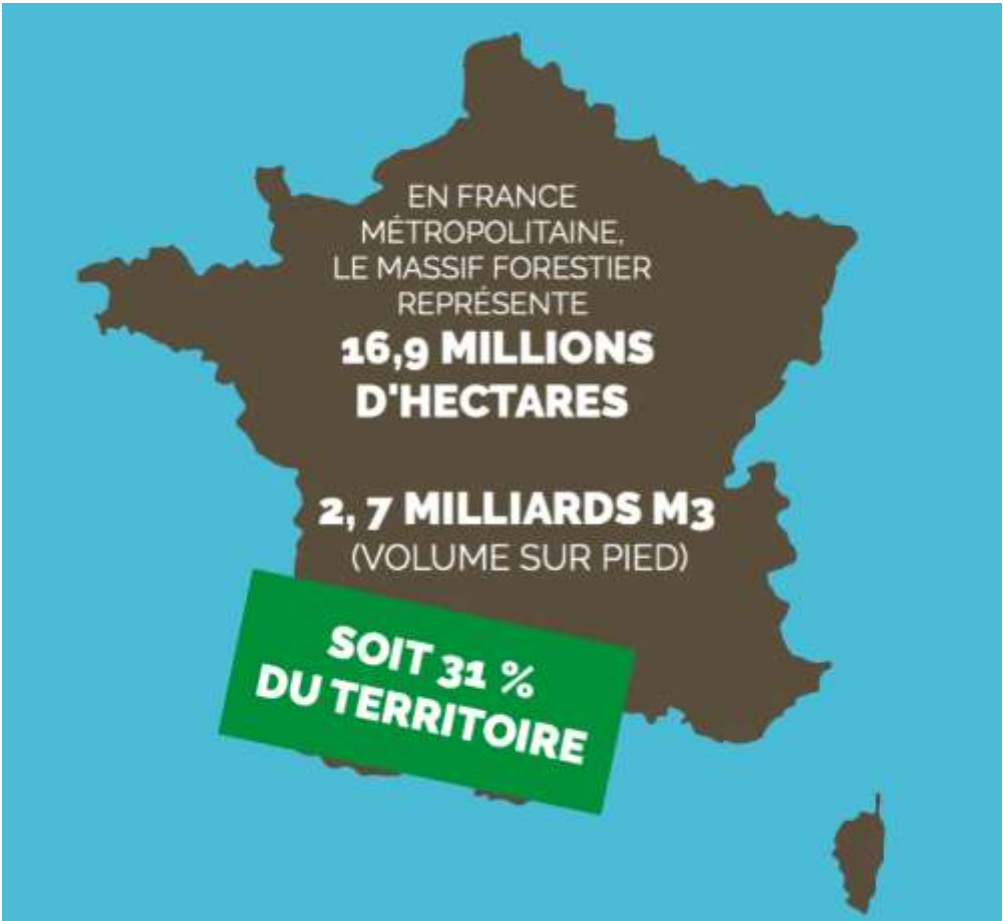 EN FRANCE
MÉTROPOLITAINE,
LE MASSIF FORESTIER
REPRÉSENTE
16,9 MILLIONS
D'HECTARES
2, 7 MILLIARDS M3
(VOLUME SUR PIED)
SOIT 31 %
DU TERRITOIRE